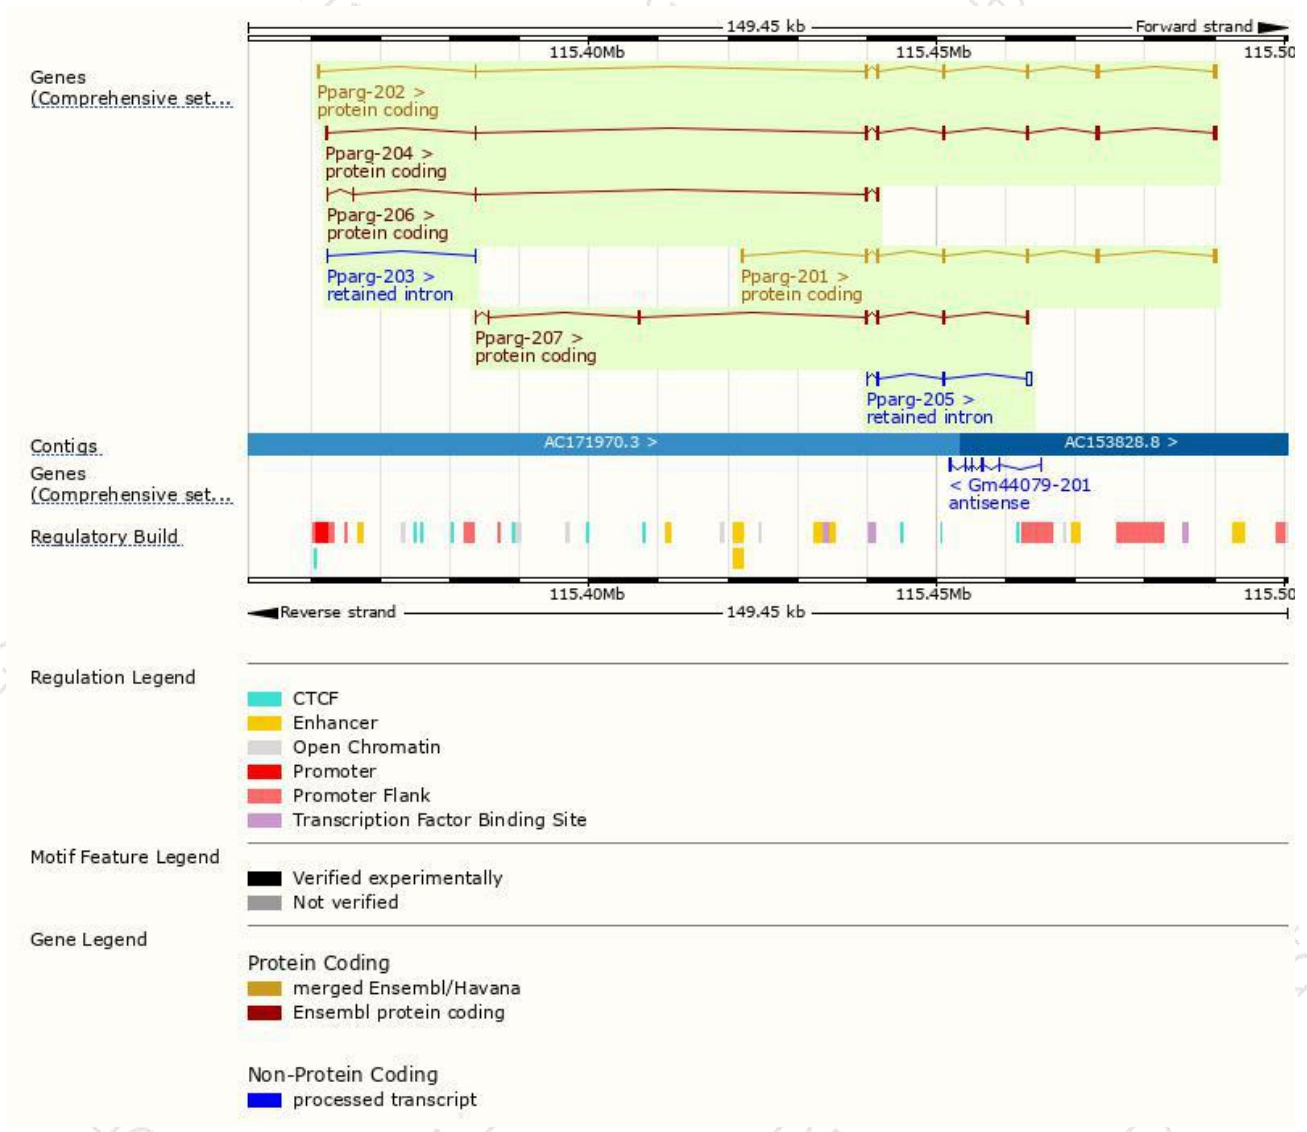 149.45 kb Forward strand
115.40Mb 115.45Mb 115.50
Genes
(Comprehensive set...
Pparg-202 >
protein coding
Pparg-204 >
protein coding
Pparg-206 >
protein coding
Pparg-203 > Pparg-201 >
retained intron protein coding
Pparg-207 >
protein coding
Pparg-205 >
retained intron
Contigs AC171970.3 > AC153828.8 >
Genes
(Comprehensive set...
< Gm44079-201
antisense
Regulatory Build
115.40Mb 115.45Mb 115.50
Reverse strand 149.45 kb
Regulation Legend
CTCF
Enhancer
Open Chromatin
Promoter
Promoter Flank
Transcription Factor Binding Site
Motif Feature Legend
Verified experimentally
Not verified
Gene Legend
Protein Coding
merged Ensembl/Havana
Ensembl protein coding
Non-Protein Coding
processed transcript